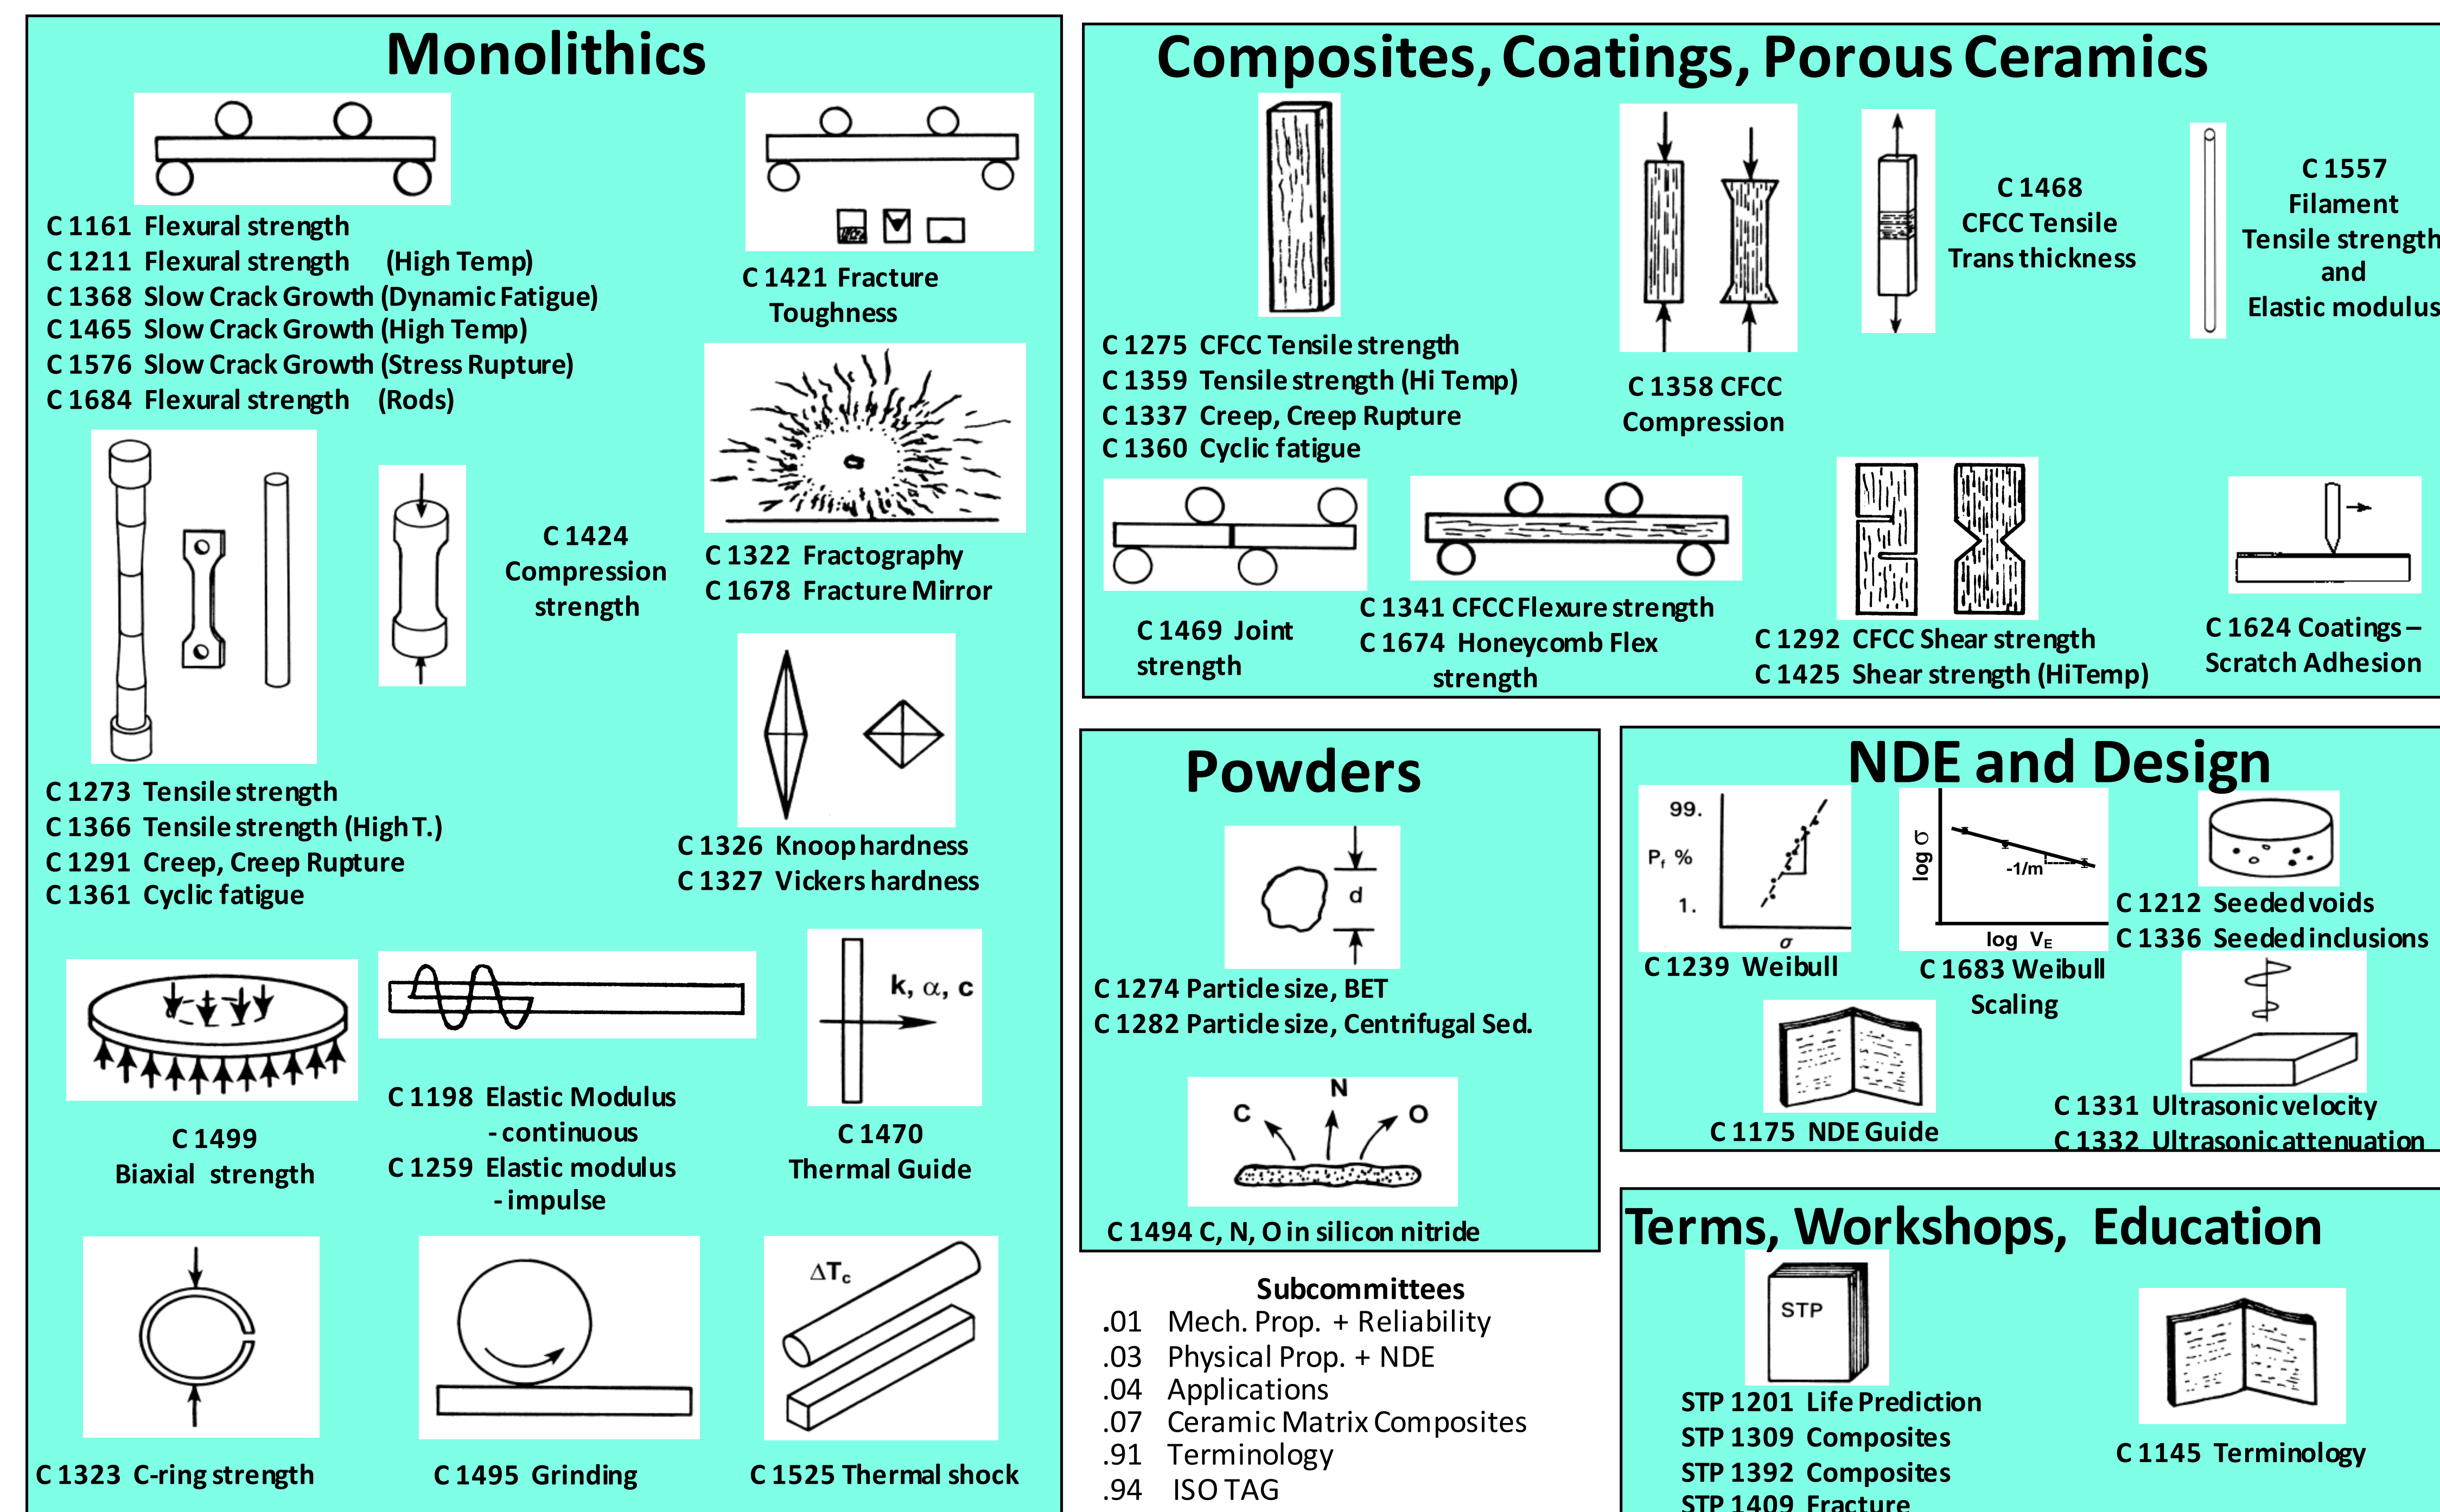 Monolithics
C 1161 Flexural strength
C 1211 Flexural strength (High Temp)
C 1368 Slow Crack Growth (Dynamic Fatigue)
C 1465 Slow Crack Growth (High Temp)
C 1576 Slow Crack Growth (Stress Rupture)
C 1684 Flexural strength (Rods)
C 1421 Fracture
Toughness
C 1424
Compression
strength
C 1322 Fractography
C 1678 Fracture Mirror
C 1273 Tensile strength
C 1366 Tensile strength (High T.)
C 1291 Creep, Creep Rupture
C 1361 Cyclic fatigue
C 1326 Knoop hardness
C 1327 Vickers hardness
C 1499
Biaxial strength
C 1198 Elastic Modulus
- continuous
C 1259 Elastic modulus
- impulse
k, α, c
C 1470
Thermal Guide
C 1323 C-ring strength
C 1495 Grinding
ΔTc
C 1525 Thermal shock
Composites, Coatings, Porous Ceramics
C 1275 CFCC Tensile strength
C 1359 Tensile strength (Hi Temp)
C 1337 Creep, Creep Rupture
C 1360 Cyclic fatigue
C 1358 CFCC
Compression
C 1468
CFCC Tensile
Trans thickness
C 1557
Filament
Tensile strength
and
Elastic modulus
C 1469 Joint
strength
C 1341 CFCC Flexure strength
C 1674 Honeycomb Flex
strength
C 1292 CFCC Shear strength
C 1425 Shear strength (HiTemp)
C 1624 Coatings –
Scratch Adhesion
Powders
d
C 1274 Particle size, BET
C 1282 Particle size, Centrifugal Sed.
C N O
C 1494 C, N, O in silicon nitride
Subcommittees
.01 Mech. Prop. + Reliability
.03 Physical Prop. + NDE
.04 Applications
.07 Ceramic Matrix Composites
.91 Terminology
.94 ISO TAG
NDE and Design
99.
Pf %
1.
σ
C 1239 Weibull
log σ
-1/m
log VE
C 1683 Weibull
Scaling
C 1212 Seeded voids
C 1336 Seeded inclusions
C 1175 NDE Guide
C 1331 Ultrasonic velocity
C 1332 Ultrasonic attenuation
Terms, Workshops, Education
STP
STP 1201 Life Prediction
STP 1309 Composites
STP 1392 Composites
STP 1409 Fracture
C 1145 Terminology